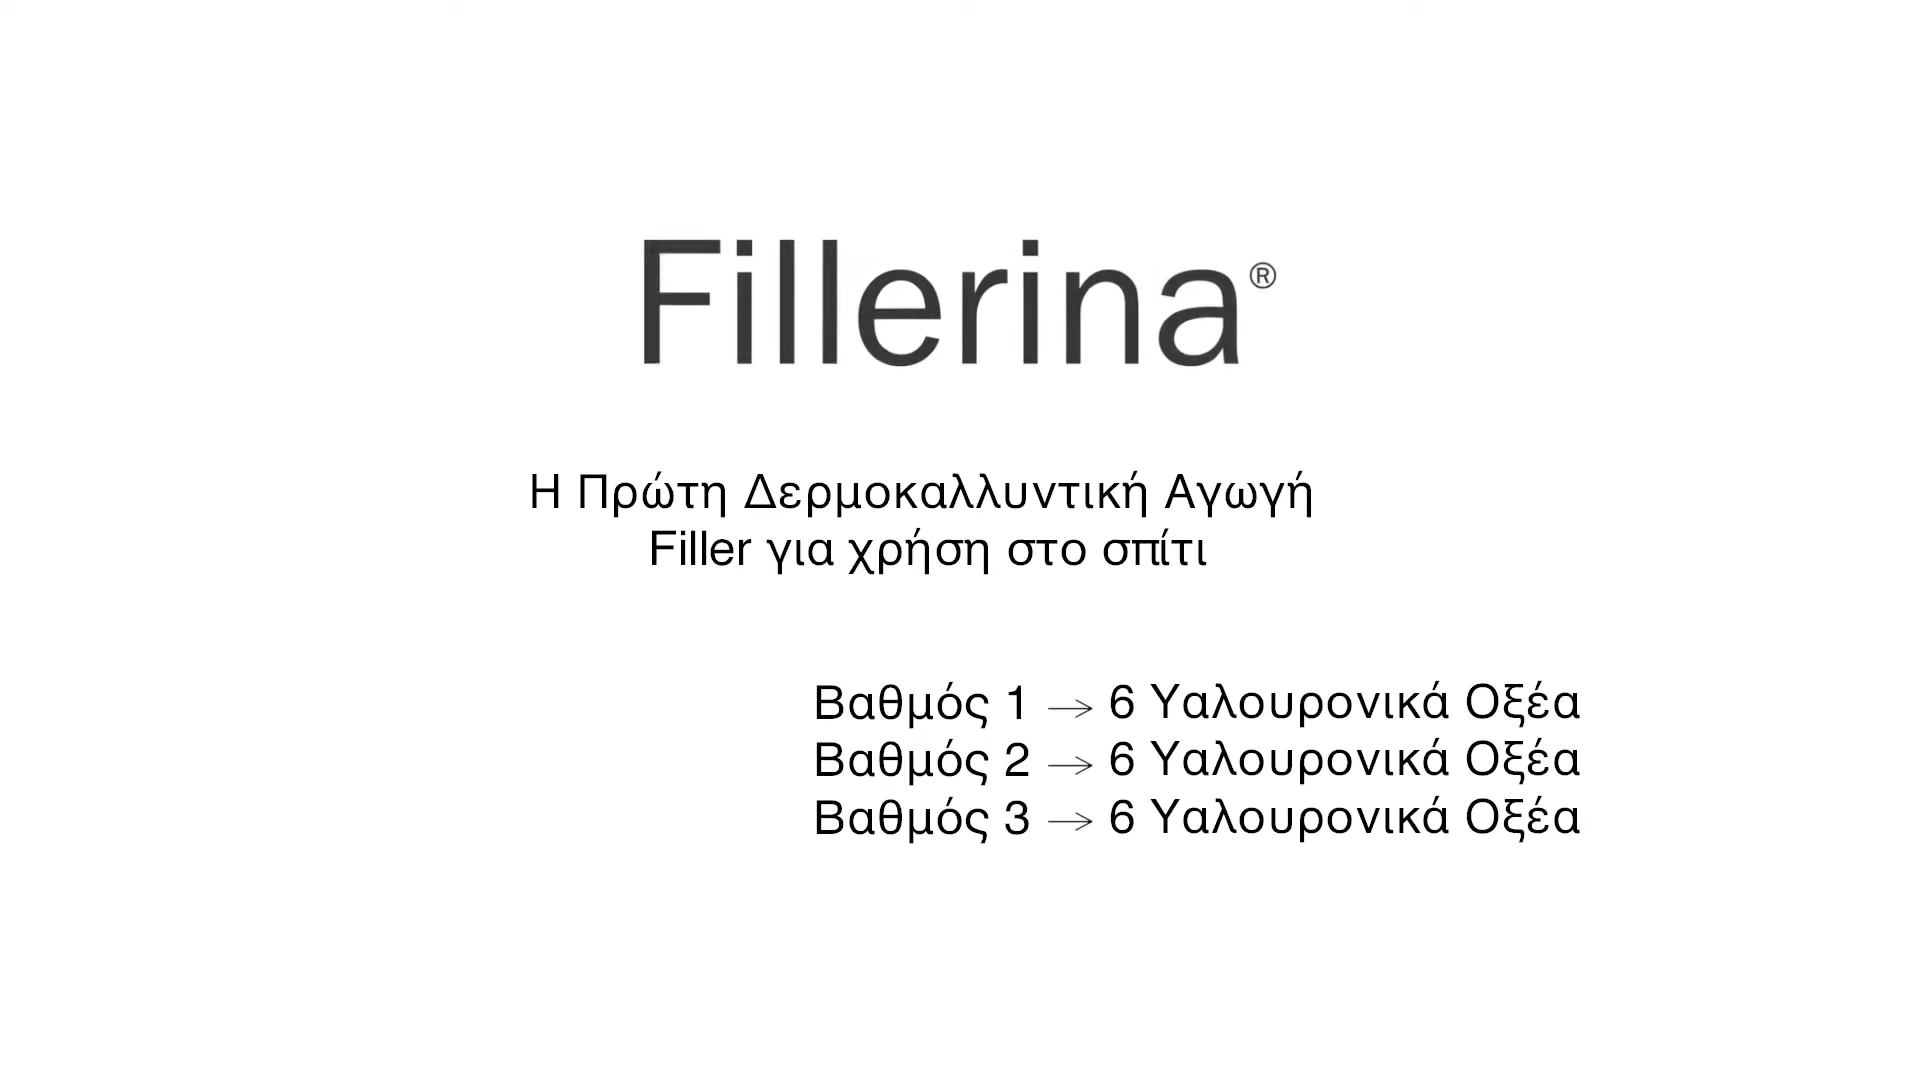 Fillerina®
Η Πρώτη Δερμοκαλλυντική Αγωγή
Filler για χρήση στο σπίτι
Βαθμός 1 → 6 Υαλουρονικά Οξέα
Βαθμός 2 → 6 Υαλουρονικά Οξέα
Βαθμός 3 → 6 Υαλουρονικά Οξέα